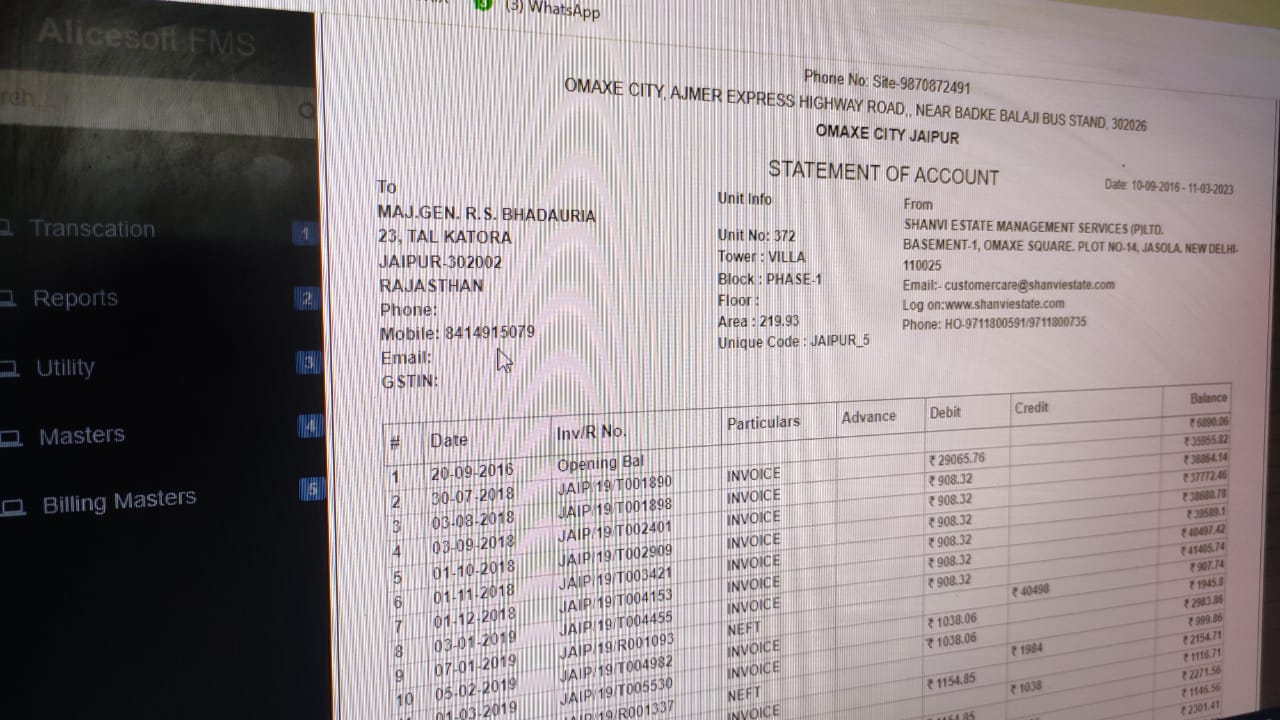 (3) WhatsApp
Alicesoft FMS
Transcation 1
Reports 2
Utility 3
Masters 4
Billing Masters 5
Phone No: Site-9870872491
OMAXE CITY, AJMER EXPRESS HIGHWAY ROAD,, NEAR BADKE BALAJI BUS STAND, 302026
OMAXE CITY JAIPUR
STATEMENT OF ACCOUNT
Date: 10-09-2016 - 11-03-2023
To
MAJ.GEN. R.S. BHADAURIA
23, TAL KATORA
JAIPUR-302002
RAJASTHAN
Phone:
Mobile: 8414915079
Email:
GSTIN:
Unit Info
Unit No: 372
Tower : VILLA
Block : PHASE-1
Floor :
Area : 219.93
Unique Code : JAIPUR_5
From
SHANVI ESTATE MANAGEMENT SERVICES (P)LTD.
BASEMENT-1, OMAXE SQUARE. PLOT NO-14, JASOLA. NEW DELHI-
110025
Email:- customercare@shanviestate.com
Log on:www.shanviestate.com
Phone: HO-9711800591/9711800735
# Date Inv/R No. Particulars Advance Debit Credit Balance
1 20-09-2016 Opening Bal ₹ 6890.06
2 30-07-2018 JAIP/19/T001890 INVOICE ₹ 29065.76 ₹ 35955.82
3 03-08-2018 JAIP/19/T001898 INVOICE ₹ 908.32 ₹ 36864.14
4 03-09-2018 JAIP/19/T002401 INVOICE ₹ 908.32 ₹ 37772.46
5 01-10-2018 JAIP/19/T002909 INVOICE ₹ 908.32 ₹ 38680.78
6 01-11-2018 JAIP/19/T003421 INVOICE ₹ 908.32 ₹ 39589.1
7 01-12-2018 JAIP/19/T004153 INVOICE ₹ 908.32 ₹ 40497.42
8 03-01-2019 JAIP/19/T004455 INVOICE ₹ 908.32 ₹ 41405.74
9 07-01-2019 JAIP/19/R001093 NEFT ₹ 40498 ₹ 907.74
10 05-02-2019 JAIP/19/T004982 INVOICE ₹ 1038.06 ₹ 1945.8
01-03-2019 JAIP/19/T005530 INVOICE ₹ 1038.06 ₹ 2983.86
JAIP/19/R001337 NEFT ₹ 1984 ₹ 999.86
INVOICE ₹ 1154.85 ₹ 2154.71
₹ 1038 ₹ 1116.71
₹ 2271.56
₹ 1146.56
₹ 2301.41